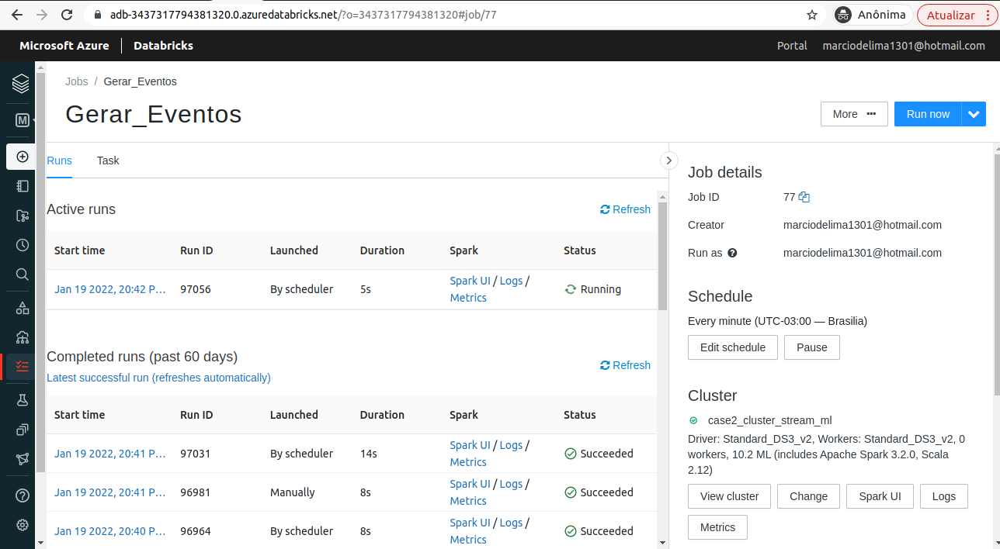 adb-3437317794381320.0.azuredatabricks.net/?o=3437317794381320#job/77
Anônima
Atualizar
Microsoft Azure
Databricks
Portal
marciodelima1301@hotmail.com
M
Jobs / Gerar_Eventos
Gerar_Eventos
More
Run now
Runs
Task
Active runs
Refresh
Start time Run ID Launched Duration Spark Status
Jan 19 2022, 20:42 P… 97056 By scheduler 5s Spark UI / Logs / Running
Metrics
Completed runs (past 60 days)
Refresh
Latest successful run (refreshes automatically)
Start time Run ID Launched Duration Spark Status
Jan 19 2022, 20:41 P… 97031 By scheduler 14s Spark UI / Logs / Succeeded
Metrics
Jan 19 2022, 20:41 P… 96981 Manually 8s Spark UI / Logs / Succeeded
Metrics
Jan 19 2022, 20:40 P… 96964 By scheduler 8s Spark UI / Logs / Succeeded
Metrics
Job details
Job ID 77
Creator marciodelima1301@hotmail.com
Run as marciodelima1301@hotmail.com
Schedule
Every minute (UTC-03:00 — Brasilia)
Edit schedule
Pause
Cluster
case2_cluster_stream_ml
Driver: Standard_DS3_v2, Workers: Standard_DS3_v2, 0
workers, 10.2 ML (includes Apache Spark 3.2.0, Scala
2.12)
View cluster
Change
Spark UI
Logs
Metrics